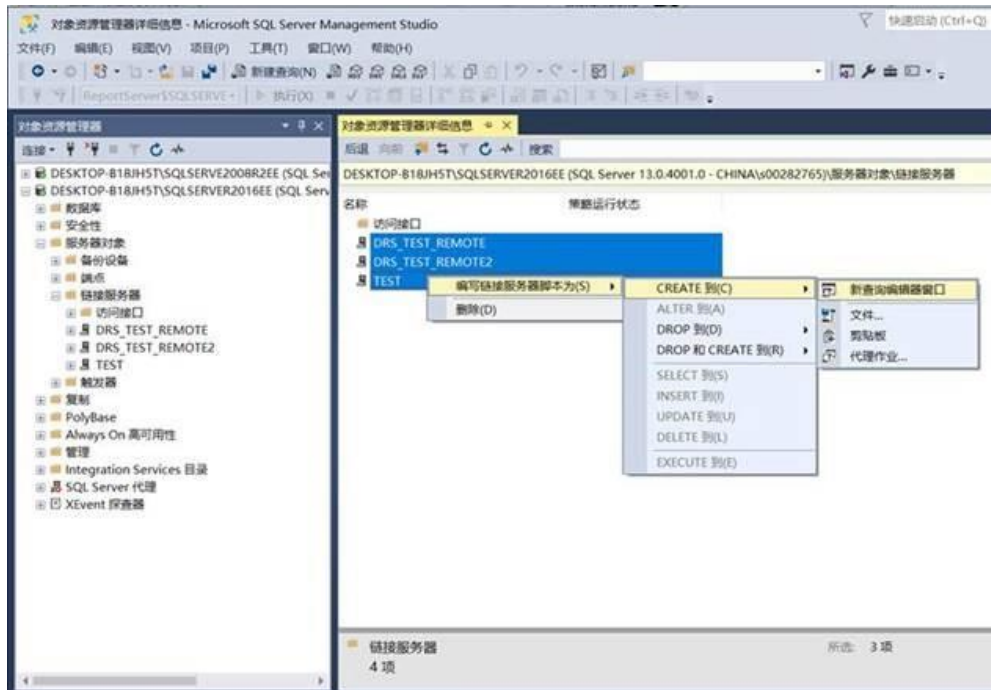 对象资源管理器详细信息 - Microsoft SQL Server Management Studio
快速启动 (Ctrl+Q)
文件(F) 编辑(E) 视图(V) 项目(P) 工具(T) 窗口(W) 帮助(H)
新建查询(N)
ReportServer$SQLSERVE 执行(X)
对象资源管理器
连接
DESKTOP-B18JH5T\SQLSERVE2008R2EE (SQL Ser
DESKTOP-B18JH5T\SQLSERVER2016EE (SQL Serv
数据库
安全性
服务器对象
备份设备
端点
链接服务器
访问接口
DRS_TEST_REMOTE
DRS_TEST_REMOTE2
TEST
触发器
复制
PolyBase
Always On 高可用性
管理
Integration Services 目录
SQL Server 代理
XEvent 探查器
对象资源管理器详细信息
后退 向前 搜索
DESKTOP-B18JH5T\SQLSERVER2016EE (SQL Server 13.0.4001.0 - CHINA\s00282765)\服务器对象\链接服务器
名称 策略运行状态
访问接口
DRS_TEST_REMOTE
DRS_TEST_REMOTE2
TEST
编写链接服务器脚本为(S)
删除(D)
CREATE 到(C)
ALTER 到(A)
DROP 到(D)
DROP 和 CREATE 到(R)
SELECT 到(S)
INSERT 到(I)
UPDATE 到(U)
DELETE 到(L)
EXECUTE 到(E)
新查询编辑器窗口
文件...
剪贴板
代理作业...
链接服务器
4 项
所选: 3 项